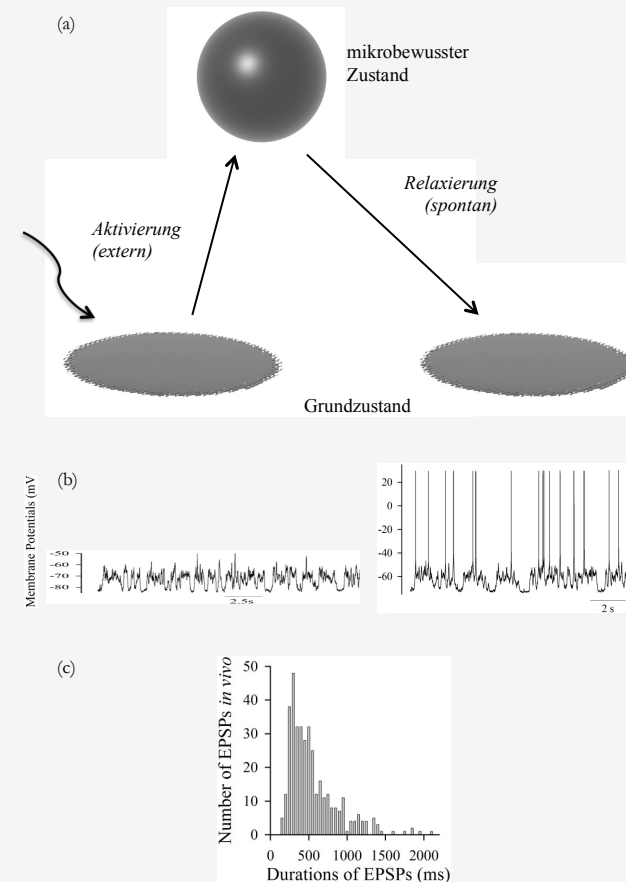 (a)
mikrobewusster
Zustand
Relaxierung
(spontan)
Aktivierung
(extern)
Grundzustand
(b)
Membrane Potentials (mV
-50
-60
-70
-80
2.5s
20
0
-20
-40
-60
2 s
(c)
Number of EPSPs in vivo
50
40
30
20
10
0
0 500 1000 1500 2000
Durations of EPSPs (ms)